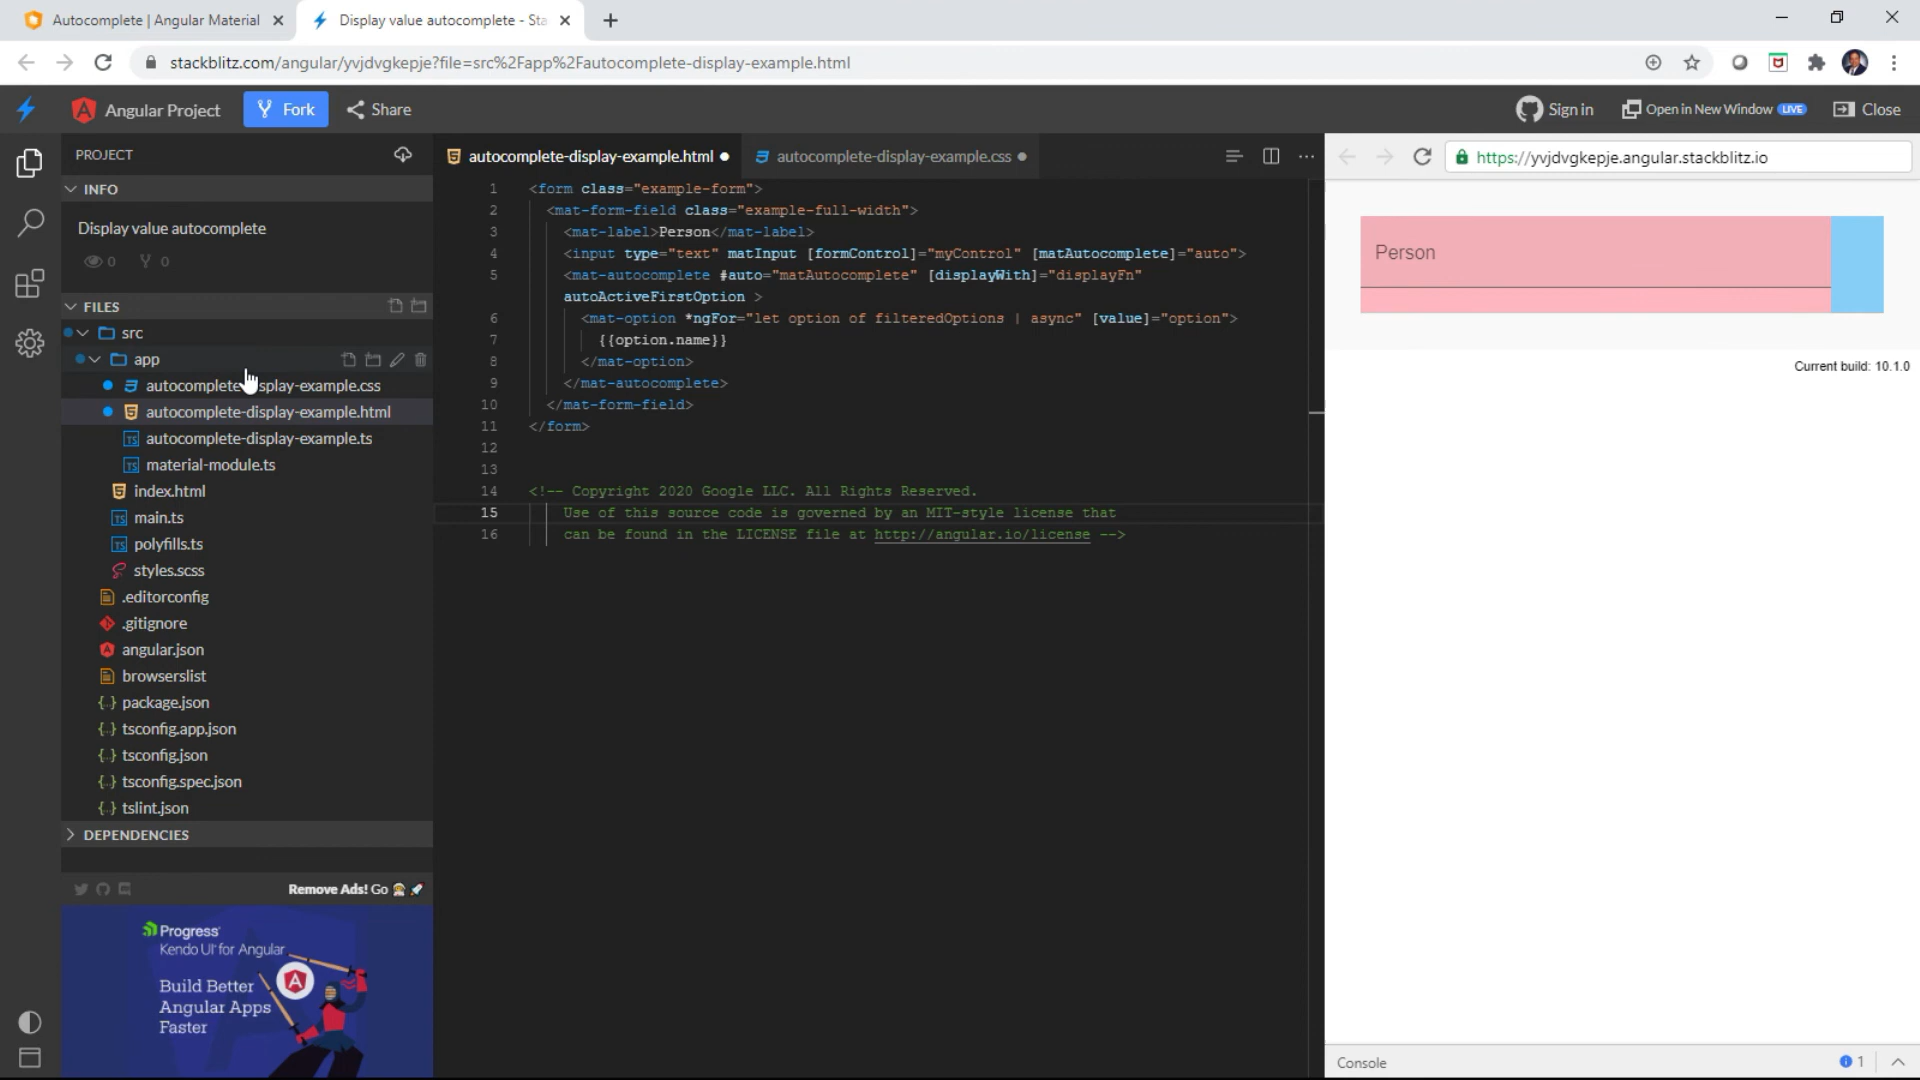 Autocomplete | Angular Material
Display value autocomplete - Sta
stackblitz.com/angular/yvjdvgkepje?file=src%2Fapp%2Fautocomplete-display-example.html
Angular Project
Fork
Share
Sign in
Open in New Window LIVE
Close
PROJECT
INFO
Display value autocomplete
0 0
FILES
src
app
autocomplete-display-example.css
autocomplete-display-example.html
autocomplete-display-example.ts
material-module.ts
index.html
main.ts
polyfills.ts
styles.scss
.editorconfig
.gitignore
angular.json
browserslist
package.json
tsconfig.app.json
tsconfig.json
tsconfig.spec.json
tslint.json
DEPENDENCIES
Remove Ads! Go
Progress
Kendo UI for Angular
Build Better
Angular Apps
Faster
autocomplete-display-example.html
autocomplete-display-example.css
1 <form class="example-form">
2 <mat-form-field class="example-full-width">
3 <mat-label>Person</mat-label>
4 <input type="text" matInput [formControl]="myControl" [matAutocomplete]="auto">
5 <mat-autocomplete #auto="matAutocomplete" [displayWith]="displayFn"
autoActiveFirstOption >
6 <mat-option *ngFor="let option of filteredOptions | async" [value]="option">
7 {{option.name}}
8 </mat-option>
9 </mat-autocomplete>
10 </mat-form-field>
11 </form>
12
13
14 <!-- Copyright 2020 Google LLC. All Rights Reserved.
15 Use of this source code is governed by an MIT-style license that
16 can be found in the LICENSE file at http://angular.io/license -->
https://yvjdvgkepje.angular.stackblitz.io
Person
Current build: 10.1.0
Console
1